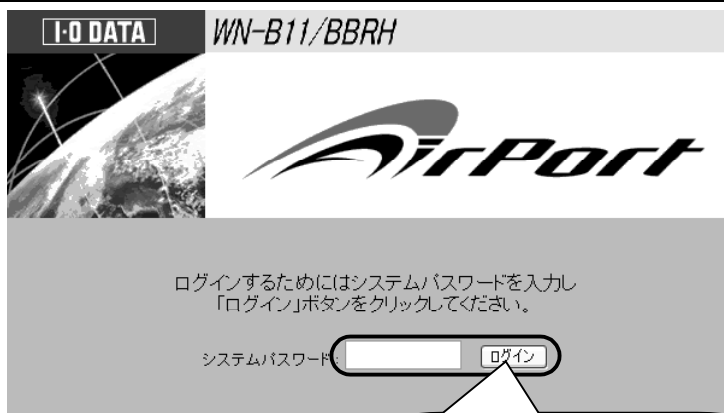 I·O DATA
WN-B11/BBRH
AirPort
ログインするためにはシステムパスワードを入力し
「ログイン」ボタンをクリックしてください。
システムパスワード: ログイン